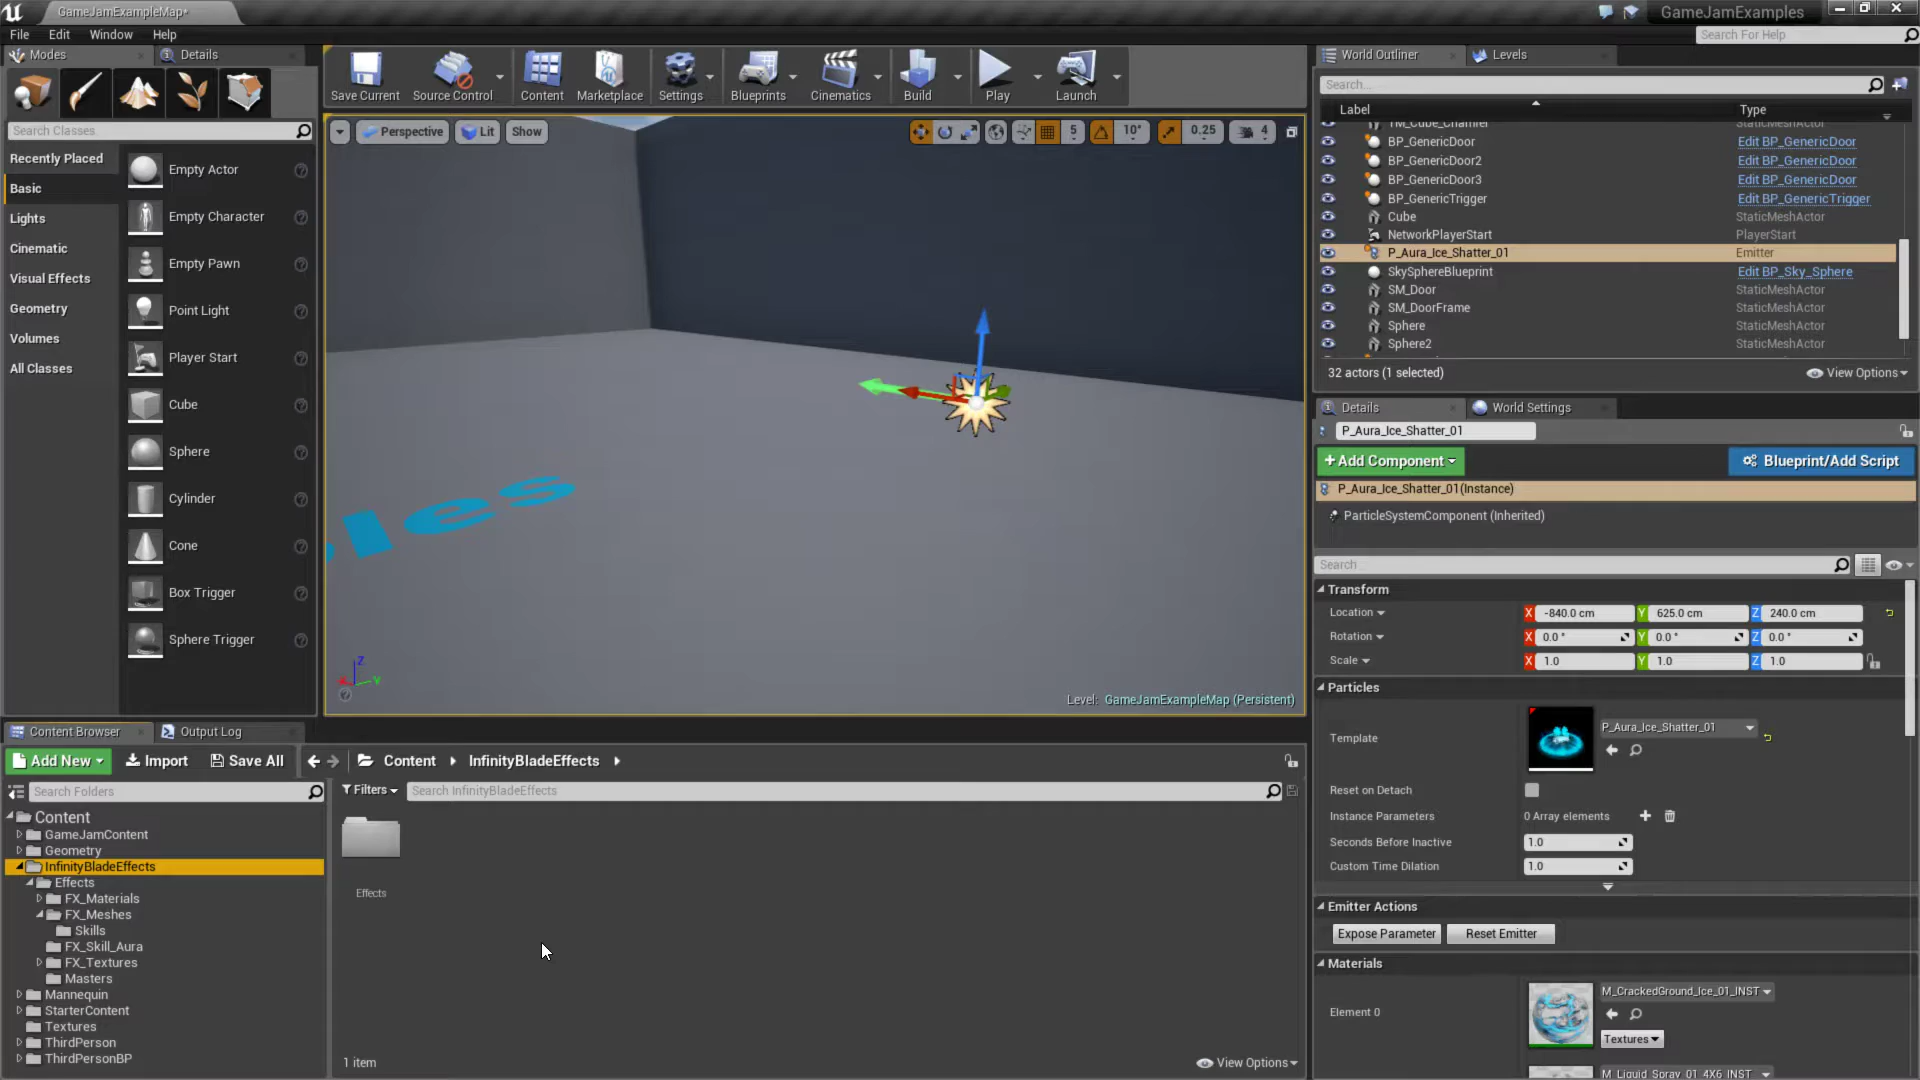 GameJamExampleMap*
GameJamExamples
File
Edit
Window
Help
Search For Help
Modes
Details
Search Classes
Recently Placed
Basic
Lights
Cinematic
Visual Effects
Geometry
Volumes
All Classes
Empty Actor
Empty Character
Empty Pawn
Point Light
Player Start
Cube
Sphere
Cylinder
Cone
Box Trigger
Sphere Trigger
Save Current
Source Control
Content
Marketplace
Settings
Blueprints
Cinematics
Build
Play
Launch
Perspective
Lit
Show
5
10°
0.25
4
les
Z
X
Y
Level: GameJamExampleMap (Persistent)
World Outliner
Levels
Search...
Label
Type
TM_Cube_Chamfer
StaticMeshActor
BP_GenericDoor
Edit BP_GenericDoor
BP_GenericDoor2
Edit BP_GenericDoor
BP_GenericDoor3
Edit BP_GenericDoor
BP_GenericTrigger
Edit BP_GenericTrigger
Cube
StaticMeshActor
NetworkPlayerStart
PlayerStart
P_Aura_Ice_Shatter_01
Emitter
SkySphereBlueprint
Edit BP_Sky_Sphere
SM_Door
StaticMeshActor
SM_DoorFrame
StaticMeshActor
Sphere
StaticMeshActor
Sphere2
StaticMeshActor
32 actors (1 selected)
View Options
Details
World Settings
P_Aura_Ice_Shatter_01
+Add Component
Blueprint/Add Script
P_Aura_Ice_Shatter_01(Instance)
ParticleSystemComponent (Inherited)
Search
Transform
Location
X -840.0 cm
Y 625.0 cm
Z 240.0 cm
Rotation
X 0.0 °
Y 0.0 °
Z 0.0 °
Scale
X 1.0
Y 1.0
Z 1.0
Particles
Template
P_Aura_Ice_Shatter_01
Reset on Detach
Instance Parameters
0 Array elements
Seconds Before Inactive
1.0
Custom Time Dilation
1.0
Emitter Actions
Expose Parameter
Reset Emitter
Materials
Element 0
M_CrackedGround_Ice_01_INST
Textures
M_Liquid_Spray_01_4X6_INST
Content Browser
Output Log
Add New
Import
Save All
Content
InfinityBladeEffects
Search Folders
Filters
Search InfinityBladeEffects
Content
GameJamContent
Geometry
InfinityBladeEffects
Effects
FX_Materials
FX_Meshes
Skills
FX_Skill_Aura
FX_Textures
Masters
Mannequin
StarterContent
Textures
ThirdPerson
ThirdPersonBP
Effects
1 item
View Options